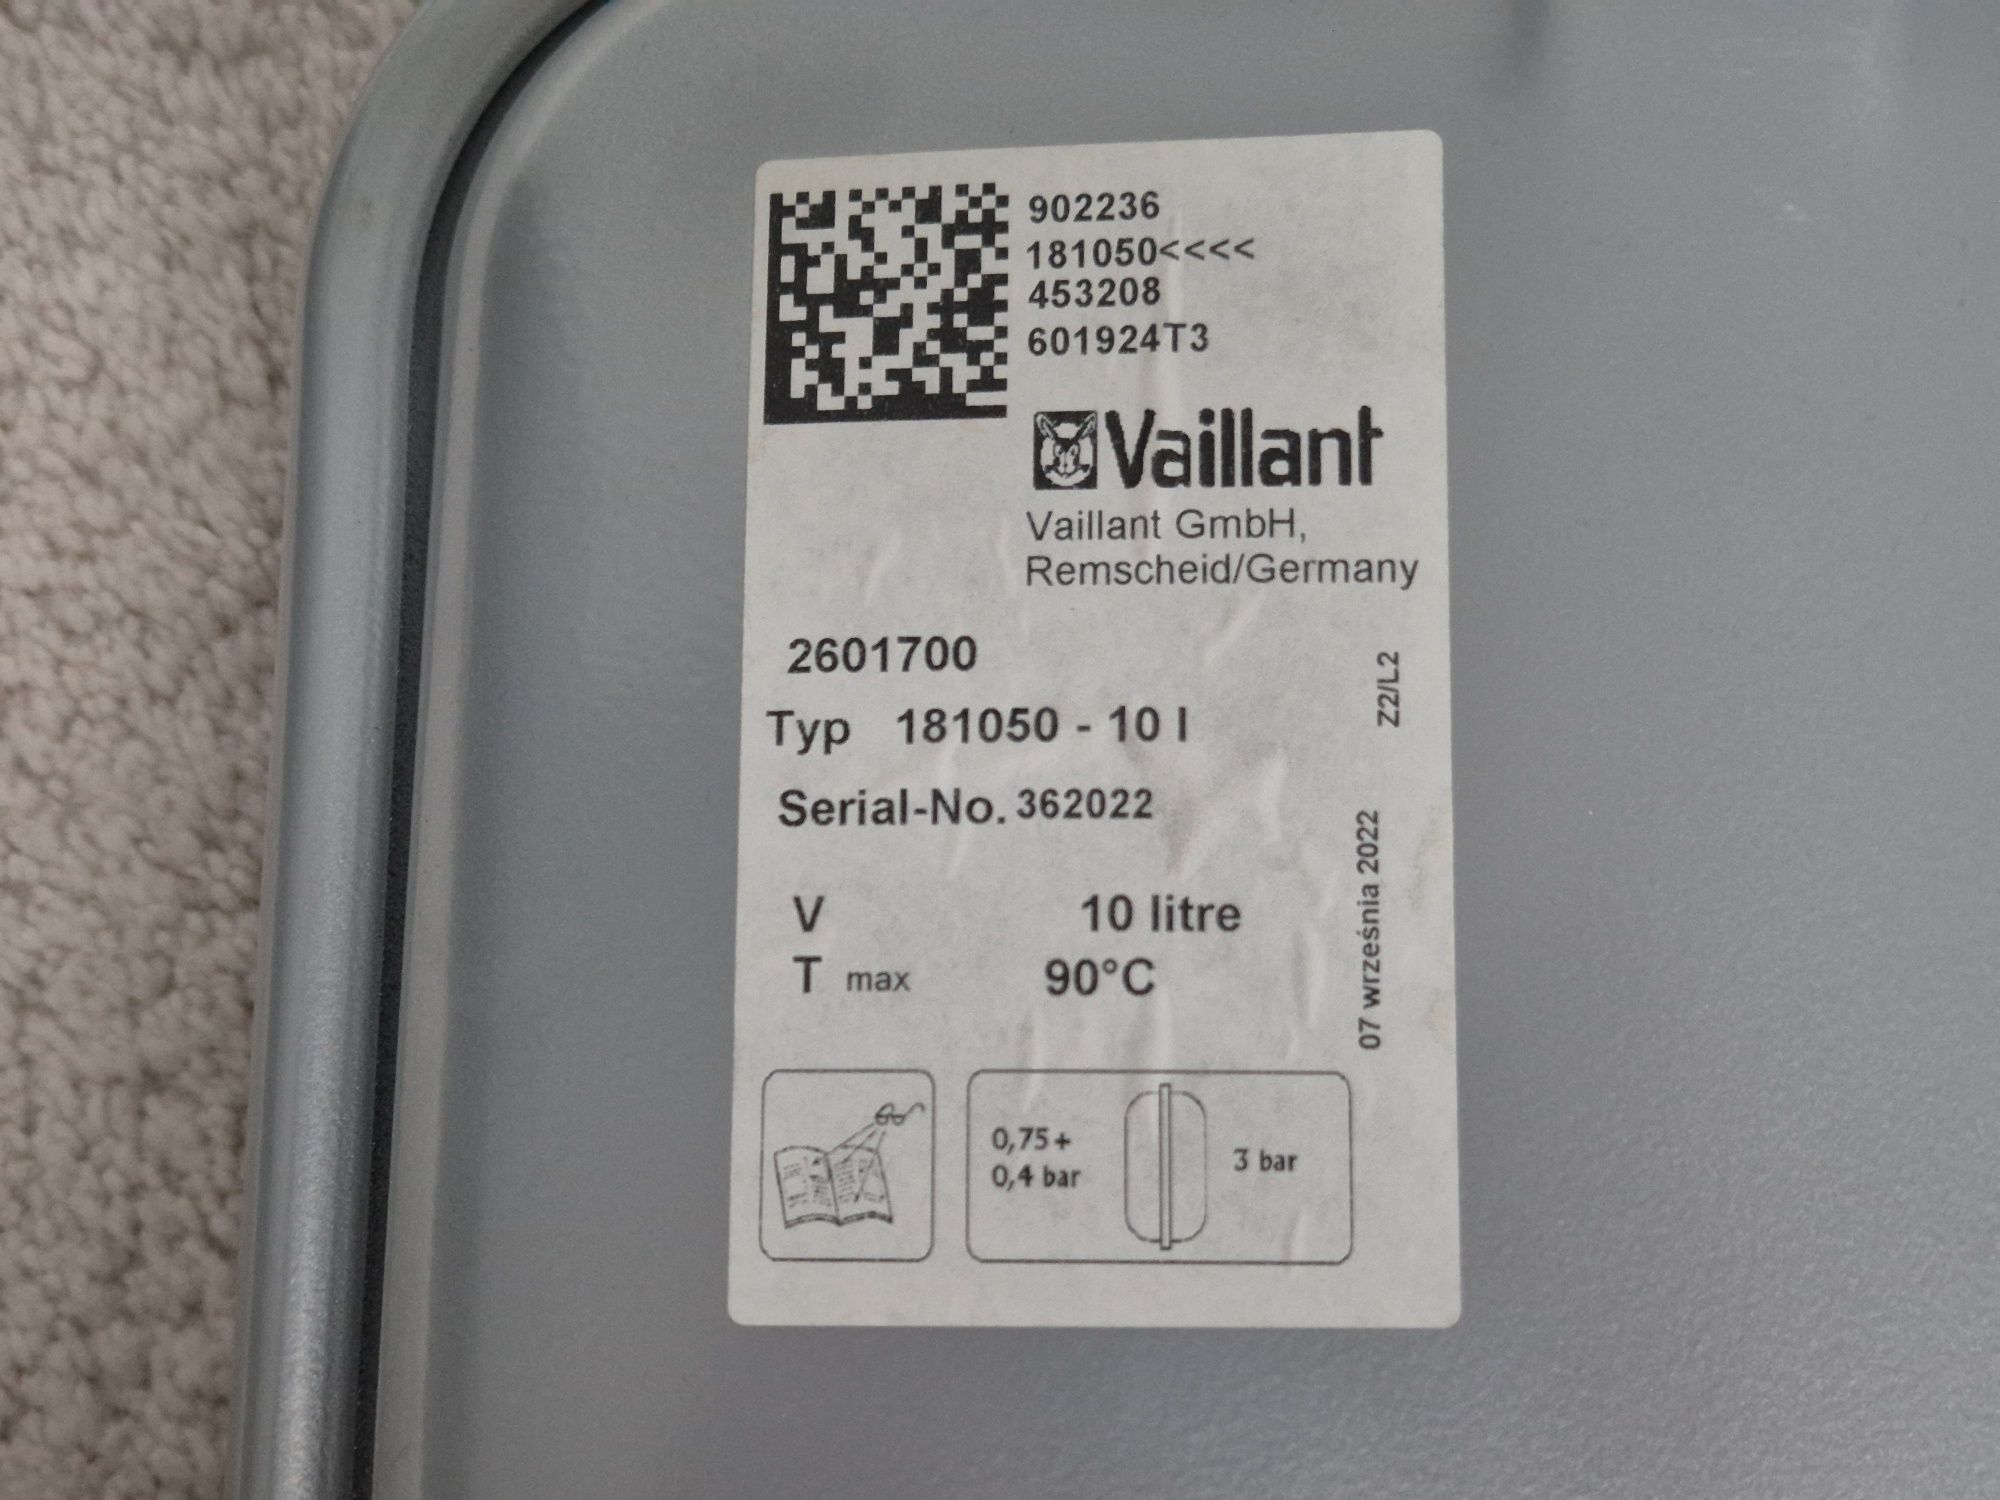 902236
181050<<<<
453208
601924T3
Vaillant
Vaillant GmbH,
Remscheid/Germany
2601700
Typ 181050 - 10 l
Serial-No. 362022
V 10 litre
T max 90°C
Z2/L2
07 września 2022
0,75+
0,4 bar
3 bar